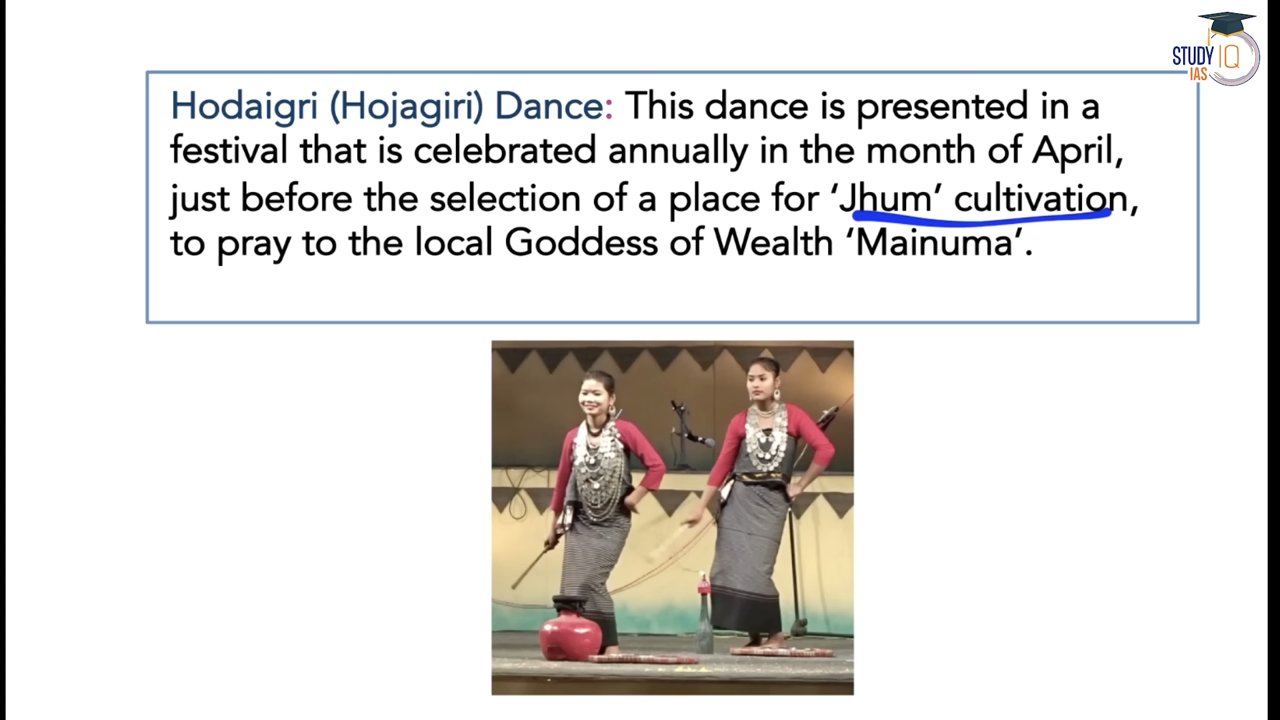 STUDY IQ
IAS
Hodaigri (Hojagiri) Dance: This dance is presented in a
festival that is celebrated annually in the month of April,
just before the selection of a place for ‘Jhum’ cultivation,
to pray to the local Goddess of Wealth ‘Mainuma’.